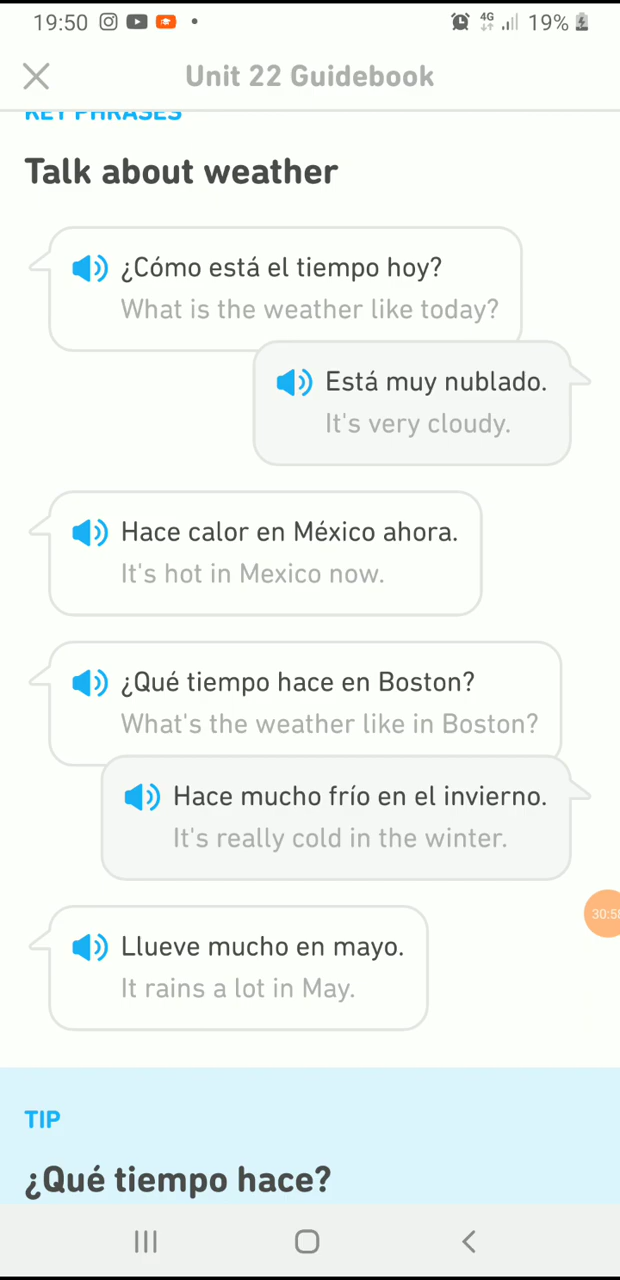 19:50
4G
19%
Unit 22 Guidebook
KEY PHRASES
Talk about weather
¿Cómo está el tiempo hoy?
What is the weather like today?
Está muy nublado.
It's very cloudy.
Hace calor en México ahora.
It's hot in Mexico now.
¿Qué tiempo hace en Boston?
What's the weather like in Boston?
Hace mucho frío en el invierno.
It's really cold in the winter.
Llueve mucho en mayo.
It rains a lot in May.
TIP
¿Qué tiempo hace?